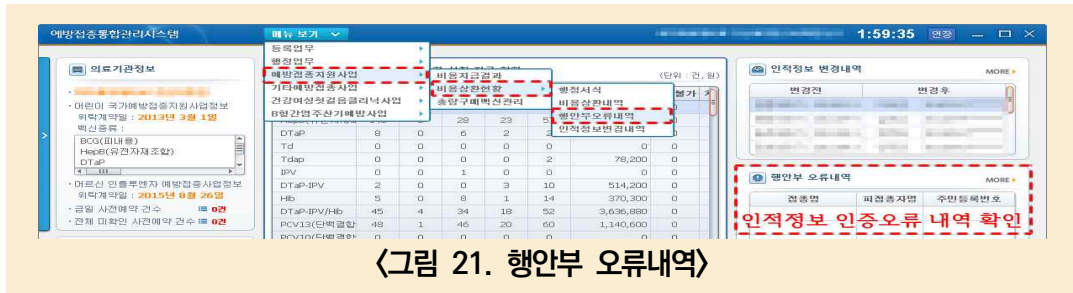 예방접종통합관리시스템 메뉴 보기 1:59:35 연장
등록업무
행정업무
예방접종지원사업
기타예방접종사업
건강여성첫걸음클리닉사업
B형간염주산기예방사업
비용지급결과
비용상환현황
총량구매백신관리
행정서식
비용상환내역
행안부오류내역
인적정보변경내역
의료기관정보
· 어린이 국가예방접종지원사업정보
위탁계약일 : 2013년 3월 1일
백신종류 :
BCG(피내용)
HepB(유전자재조합)
DTaP
· 어르신 인플루엔자 예방접종사업정보
위탁계약일 : 2015년 8월 26일
· 금일 사전예약 건수 0건
· 전체 미확인 사전예약 건수 0건
(단위 : 건, 원)
불가
28 23
DTaP 8 0 6 2
Td 0 0 0 0 0 0 0
Tdap 0 0 0 0 2 78,200 0
IPV 0 0 1 0 0 0 0
DTaP-IPV 2 0 0 3 10 514,200 0
Hib 5 0 8 1 14 370,300 0
DTaP-IPV/Hib 45 4 34 18 52 3,636,880 0
PCV13(단백결합 48 1 46 20 60 1,140,600 0
PCV10(단백결합 0 0 0 0 0 0 0
인적정보 변경내역 MORE
변경전 변경후
행안부 오류내역 MORE
접종명 피접종자명 주민등록번호
인적정보 인증오류 내역 확인
〈그림 21. 행안부 오류내역〉